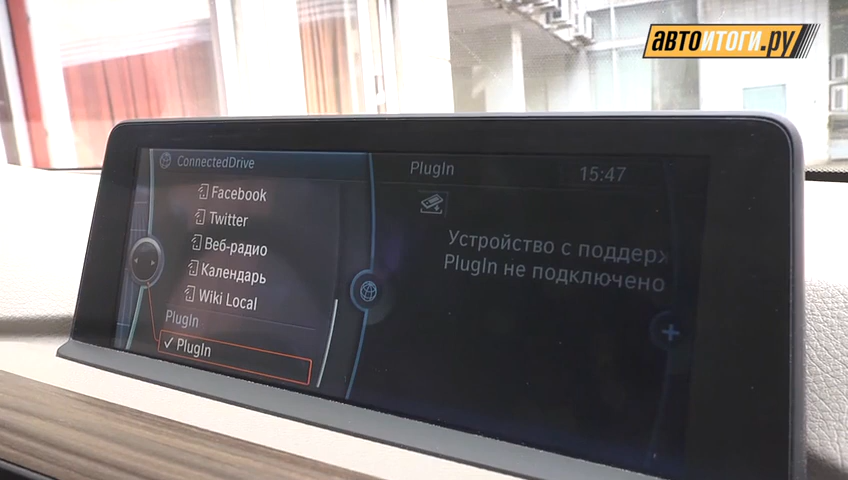 автоитоги.ру
ConnectedDrive
Facebook
Twitter
Веб-радио
Календарь
Wiki Local
PlugIn
✓ PlugIn
PlugIn
15:47
Устройство с поддерж
PlugIn не подключено